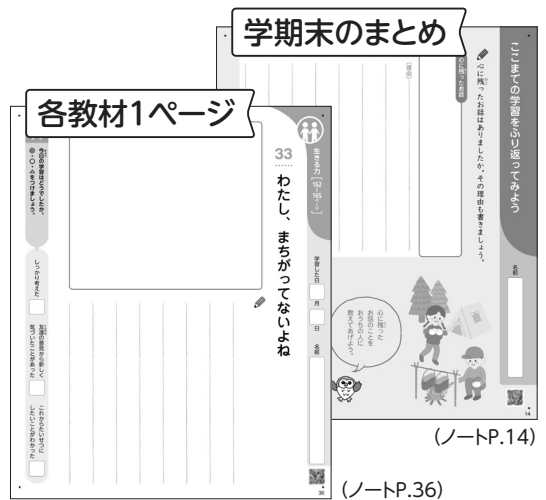 学期末のまとめ
ここまでの学習をふり返ってみよう
名前
心に残ったお話はありましたか。その理由も書きましょう。
心に残ったお話
(理由)
心に残った
お話のことを
おうちの人に
教えてあげよう。
14
(ノートP.14)
各教材1ページ
生きる力
162
165
33
わたし、まちがってないよね
学習した日
月
日
名前
今日の学習はどうでしたか。
◎・○・△をつけましょう。
しっかり考えた
友達の意見から新しく
気づいたことがあった
これからたいせつに
したいことがわかった
36
(ノートP.36)